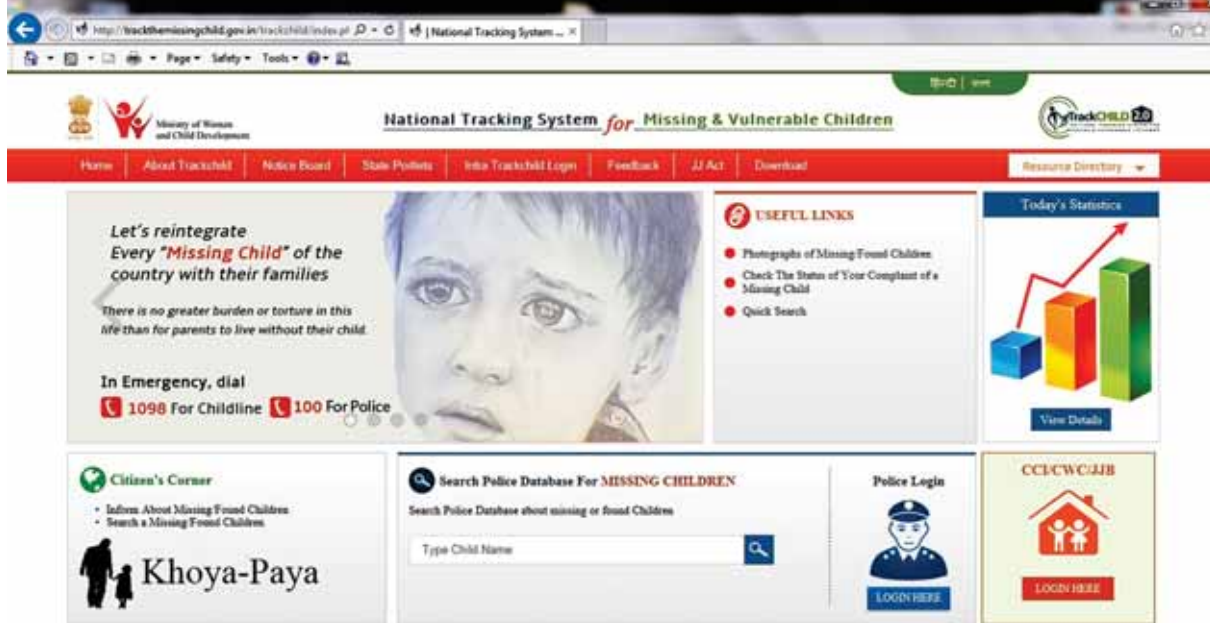 http://trackthemissingchild.gov.in/trackchild/index.p
| National Tracking System ...
Page Safety Tools
हिन्दी | বাংলা
Ministry of Women
and Child Development
National Tracking System for Missing & Vulnerable Children
TrackCHILD 2.0
Home About Trackchild Notice Board State Portlets Intra Trackchild Login Feedback JJ Act Download Resource Directory
Let's reintegrate
Every "Missing Child" of the
country with their families
There is no greater burden or torture in this
life than for parents to live without their child.
In Emergency, dial
1098 For Childline 100 For Police
USEFUL LINKS
Photographs of Missing/Found Children
Check The Status of Your Complaint of a
Missing Child
Quick Search
Today's Statistics
View Details
Citizen's Corner
Inform About Missing/Found Children
Search a Missing/Found Children
Khoya-Paya
Search Police Database For MISSING CHILDREN
Search Police Database about missing or found Children
Type Child Name
Police Login
LOGIN HERE
CCI/CWC/JJB
LOGIN HERE